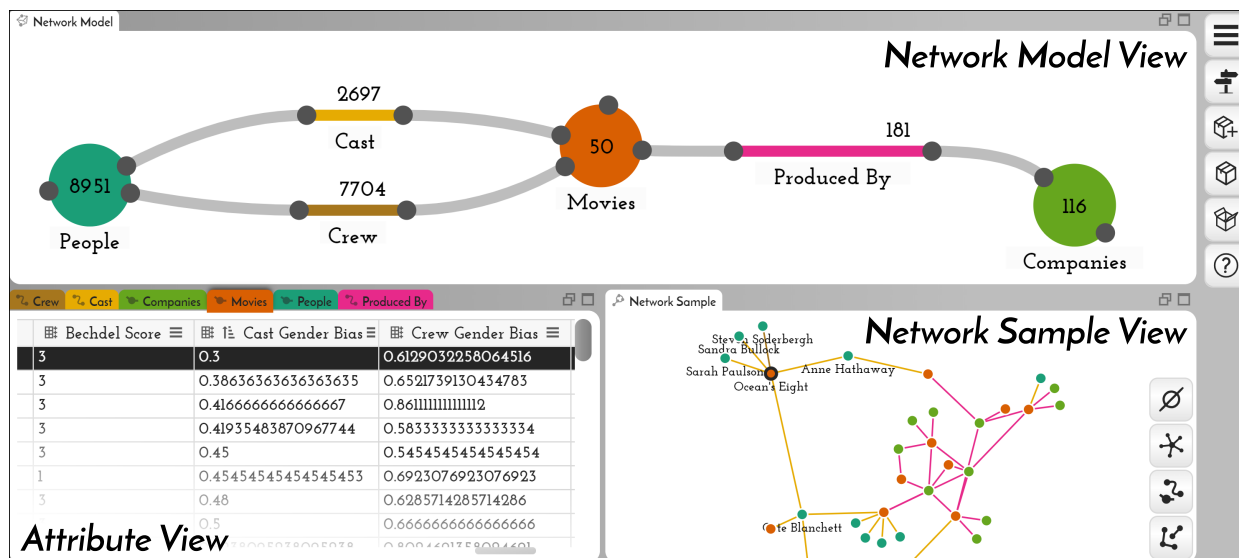 Network Model
Network Model View
2697
Cast
8951
People
7704
Crew
50
Movies
181
Produced By
116
Companies
Crew Cast Companies Movies People Produced By
Bechdel Score Cast Gender Bias Crew Gender Bias
3 0.3 0.6129032258064516
3 0.38636363636363635 0.6521739130434783
3 0.4166666666666667 0.8611111111111112
3 0.41935483870967744 0.5833333333333334
3 0.45 0.5454545454545454
1 0.45454545454545453 0.6923076923076923
3 0.48 0.6285714285714286
0.5 0.6666666666666666
Attribute View
Network Sample
Network Sample View
Steven Soderbergh
Sandra Bullock
Sarah Paulson
Ocean's Eight
Anne Hathaway
Cate Blanchett